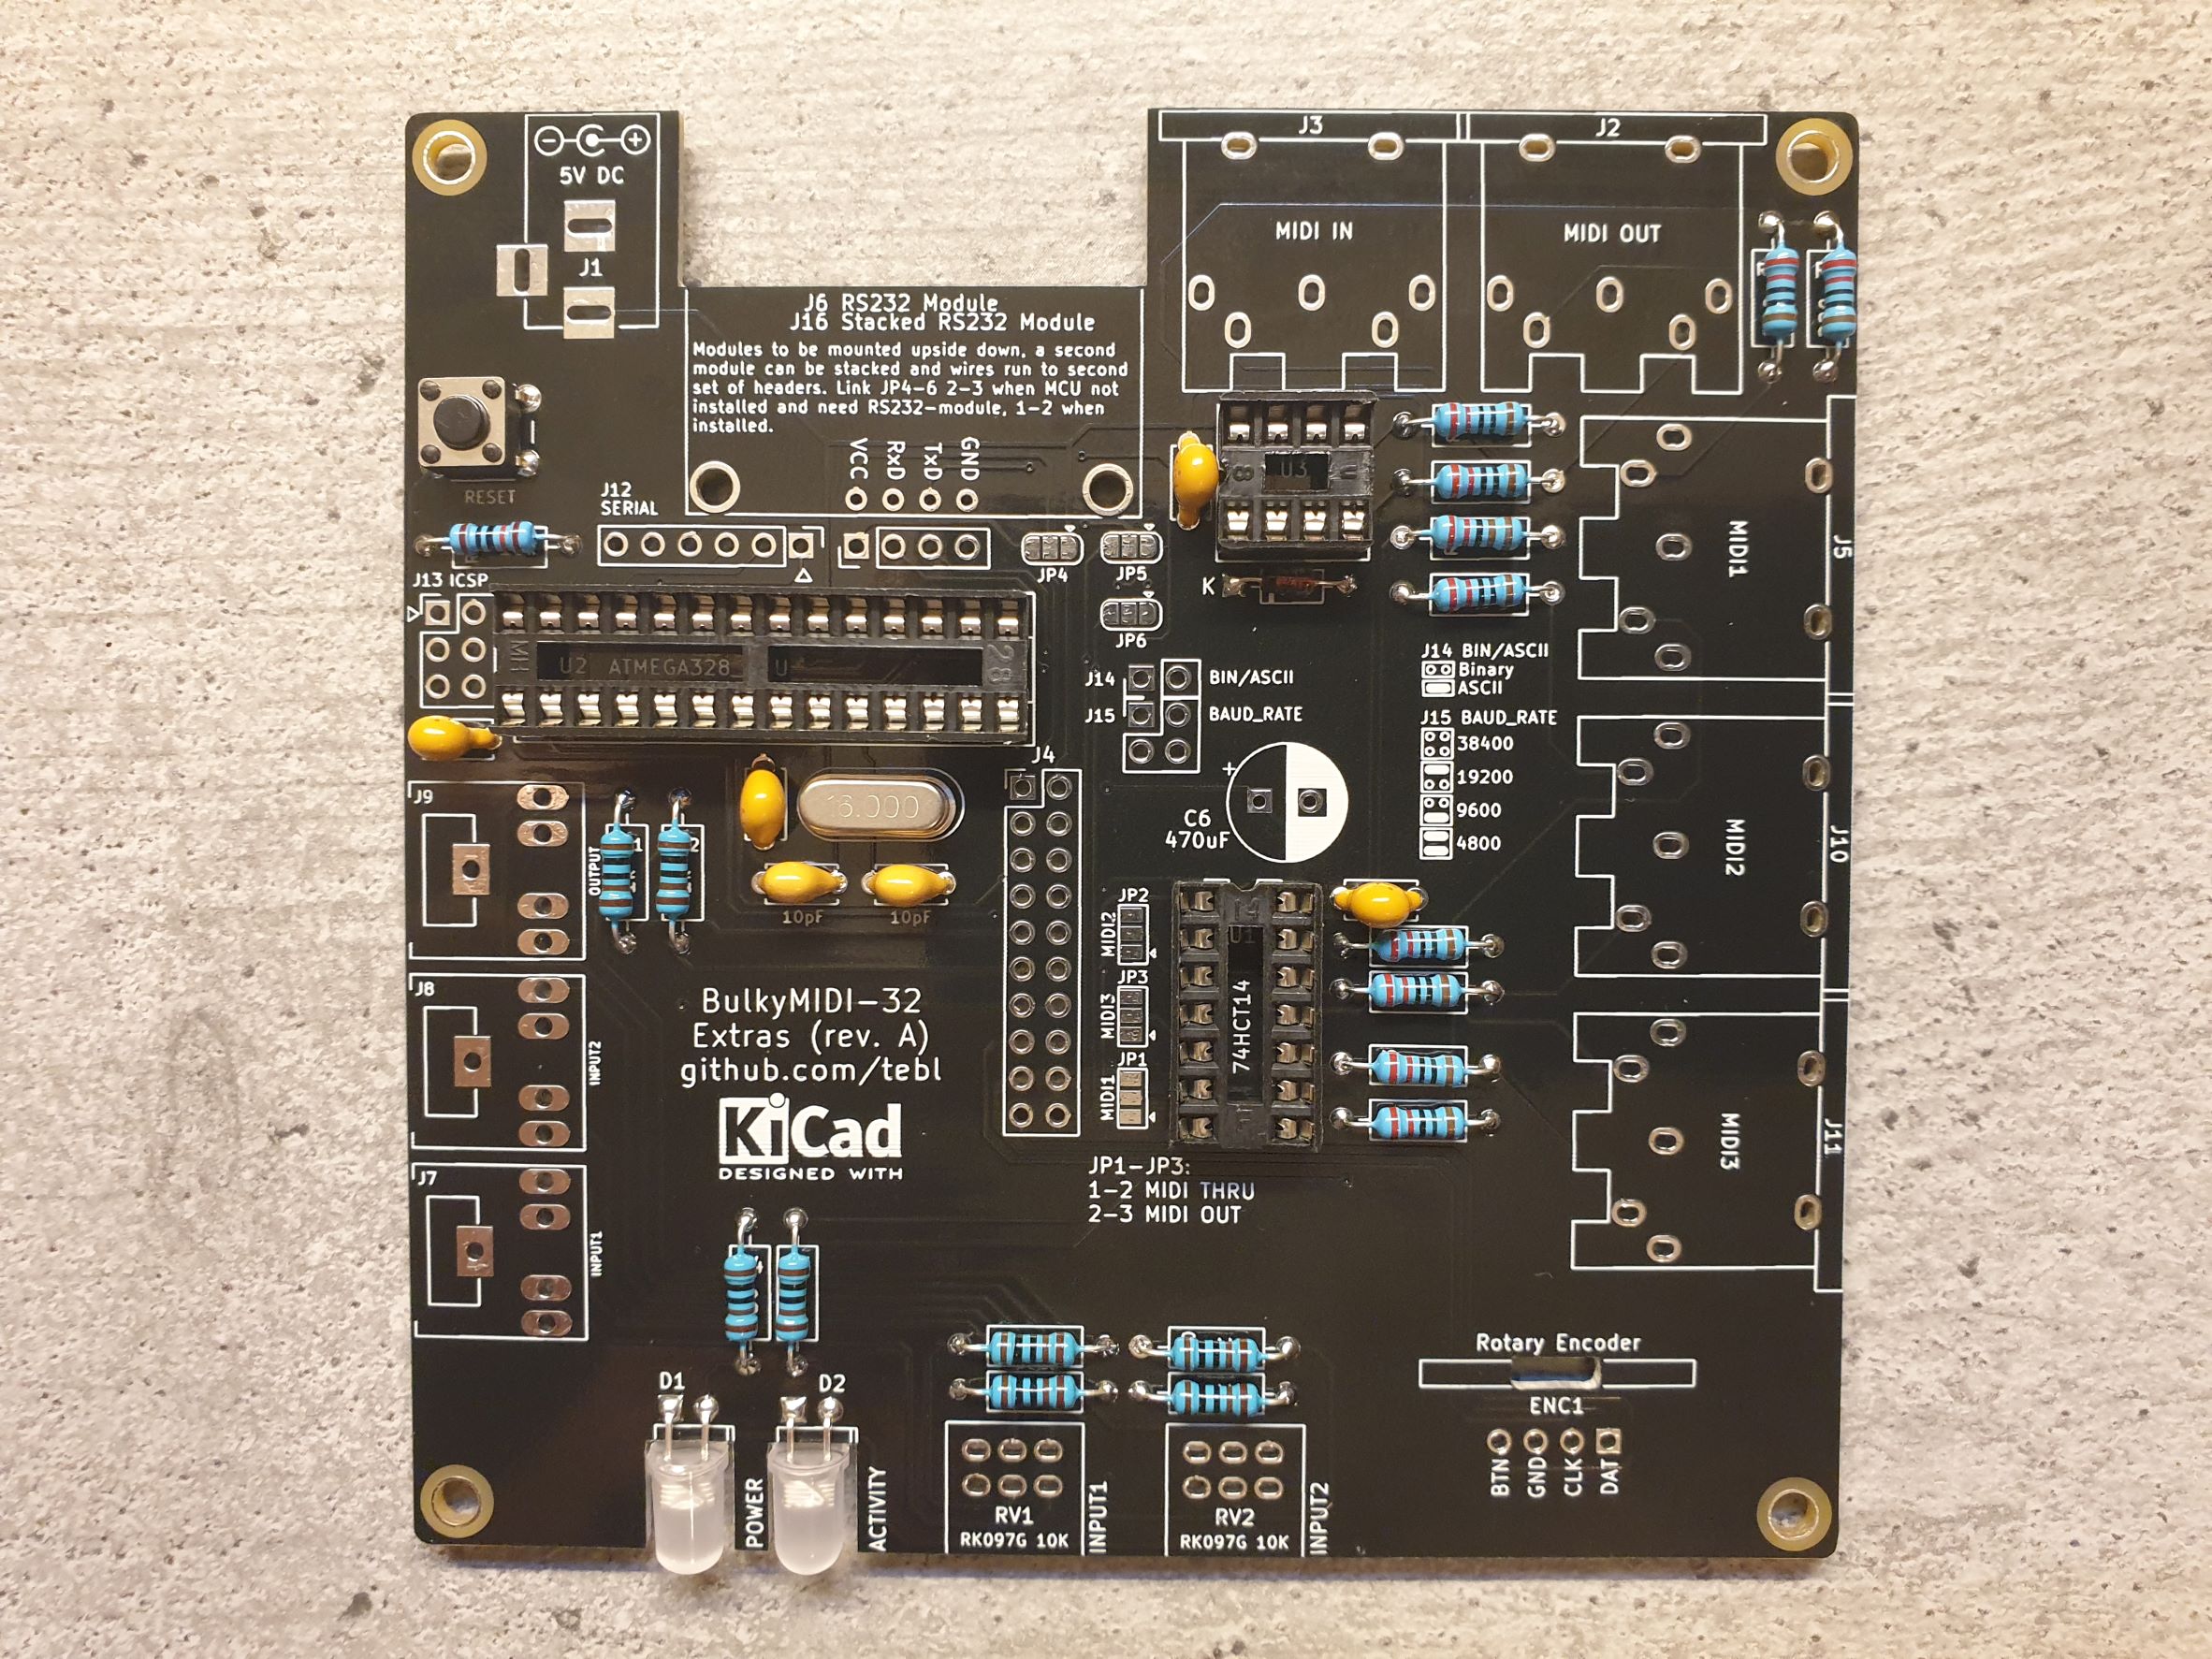 5V DC
J1
J3
J2
MIDI IN
MIDI OUT
J6 RS232 Module
J16 Stacked RS232 Module
Modules to be mounted upside down, a second
module can be stacked and wires run to second
set of headers. Link JP4-6 2-3 when MCU not
installed and need RS232-module, 1-2 when
installed.
VCC
RxD
TxD
GND
RESET
J12
SERIAL
JP4
JP5
JP6
U3
K
J5
MIDI1
J13 ICSP
U2 ATMEGA328
28
J14
BIN/ASCII
J15
BAUD_RATE
J14 BIN/ASCII
Binary
ASCII
J15 BAUD_RATE
38400
19200
9600
4800
J4
16.000
+
C6
470uF
J10
MIDI2
J9
OUTPUT
10pF
10pF
JP2
MIDI2
JP3
MIDI3
JP1
MIDI1
U1
74HCT14
J8
INPUT2
BulkyMIDI-32
Extras (rev. A)
github.com/tebl
KiCad
DESIGNED WITH
J11
MIDI3
JP1-JP3:
1-2 MIDI THRU
2-3 MIDI OUT
J7
INPUT1
D1
D2
POWER
ACTIVITY
RV1
RK097G 10K
INPUT1
RV2
RK097G 10K
INPUT2
Rotary Encoder
ENC1
BTN
GND
CLK
DAT